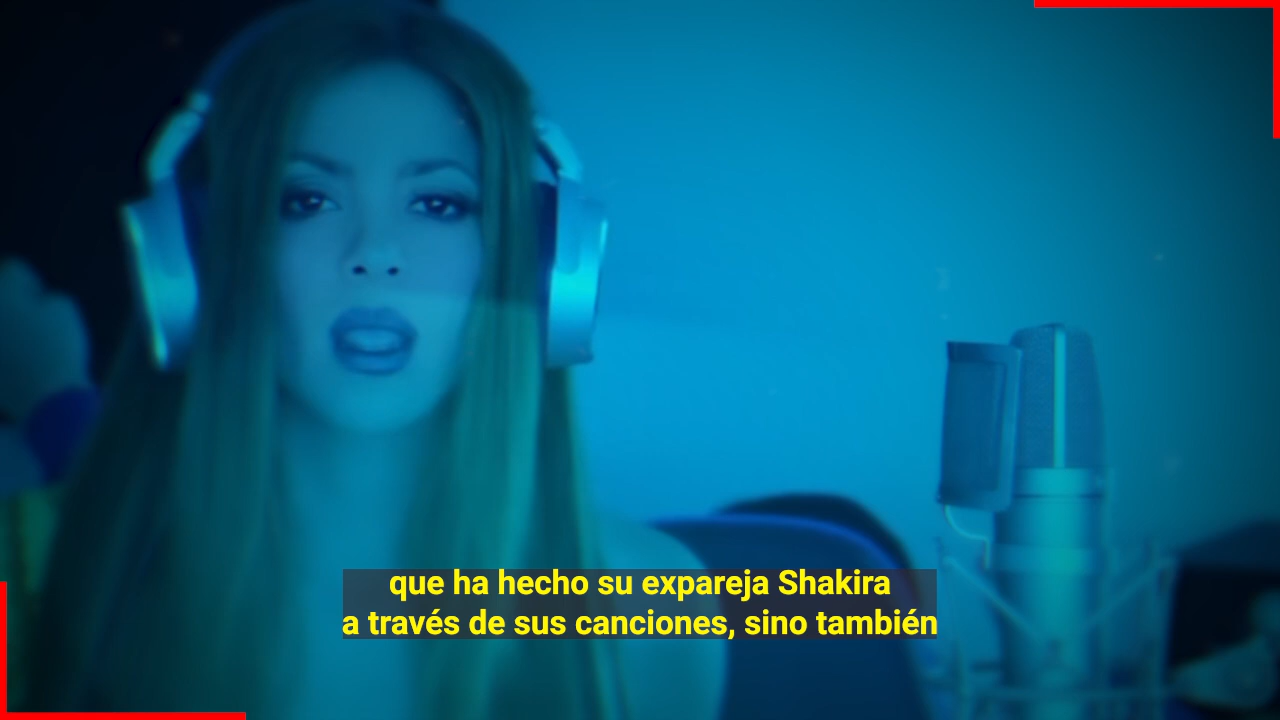 que ha hecho su expareja Shakira
a través de sus canciones, sino también